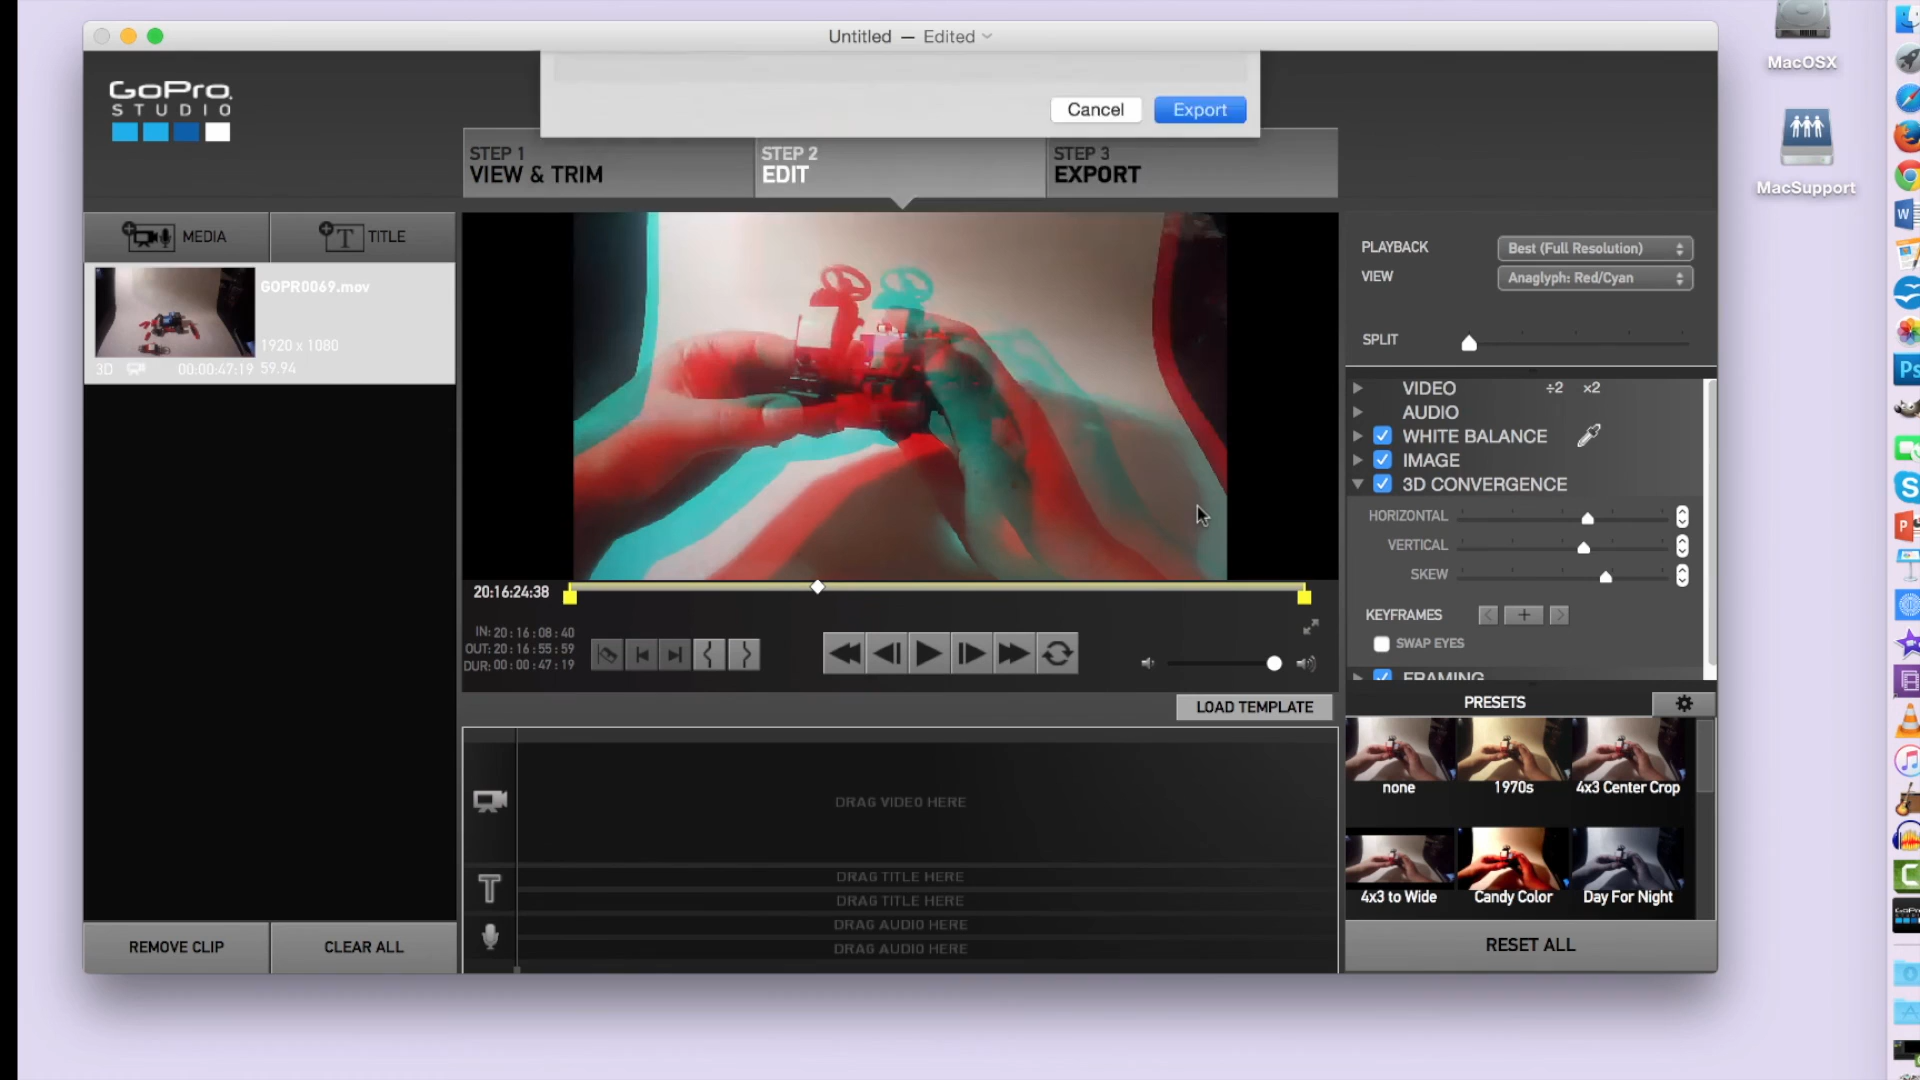 Untitled — Edited
MacOSX
MacSupport
GoPro
STUDIO
Cancel
Export
STEP 1
VIEW & TRIM
STEP 2
EDIT
STEP 3
EXPORT
MEDIA
TITLE
GOPR0069.mov
1920 x 1080
3D
00:00:47:19 59.94
PLAYBACK
Best (Full Resolution)
VIEW
Anaglyph: Red/Cyan
SPLIT
VIDEO ÷2 x2
AUDIO
WHITE BALANCE
IMAGE
3D CONVERGENCE
HORIZONTAL
VERTICAL
SKEW
KEYFRAMES
SWAP EYES
FRAMING
20:16:24:38
IN: 20:16:08:40
OUT: 20:16:55:59
DUR: 00:00:47:19
LOAD TEMPLATE
PRESETS
none
1970s
4x3 Center Crop
4x3 to Wide
Candy Color
Day For Night
DRAG VIDEO HERE
DRAG TITLE HERE
DRAG TITLE HERE
DRAG AUDIO HERE
DRAG AUDIO HERE
REMOVE CLIP
CLEAR ALL
RESET ALL
W
Ps
S
P